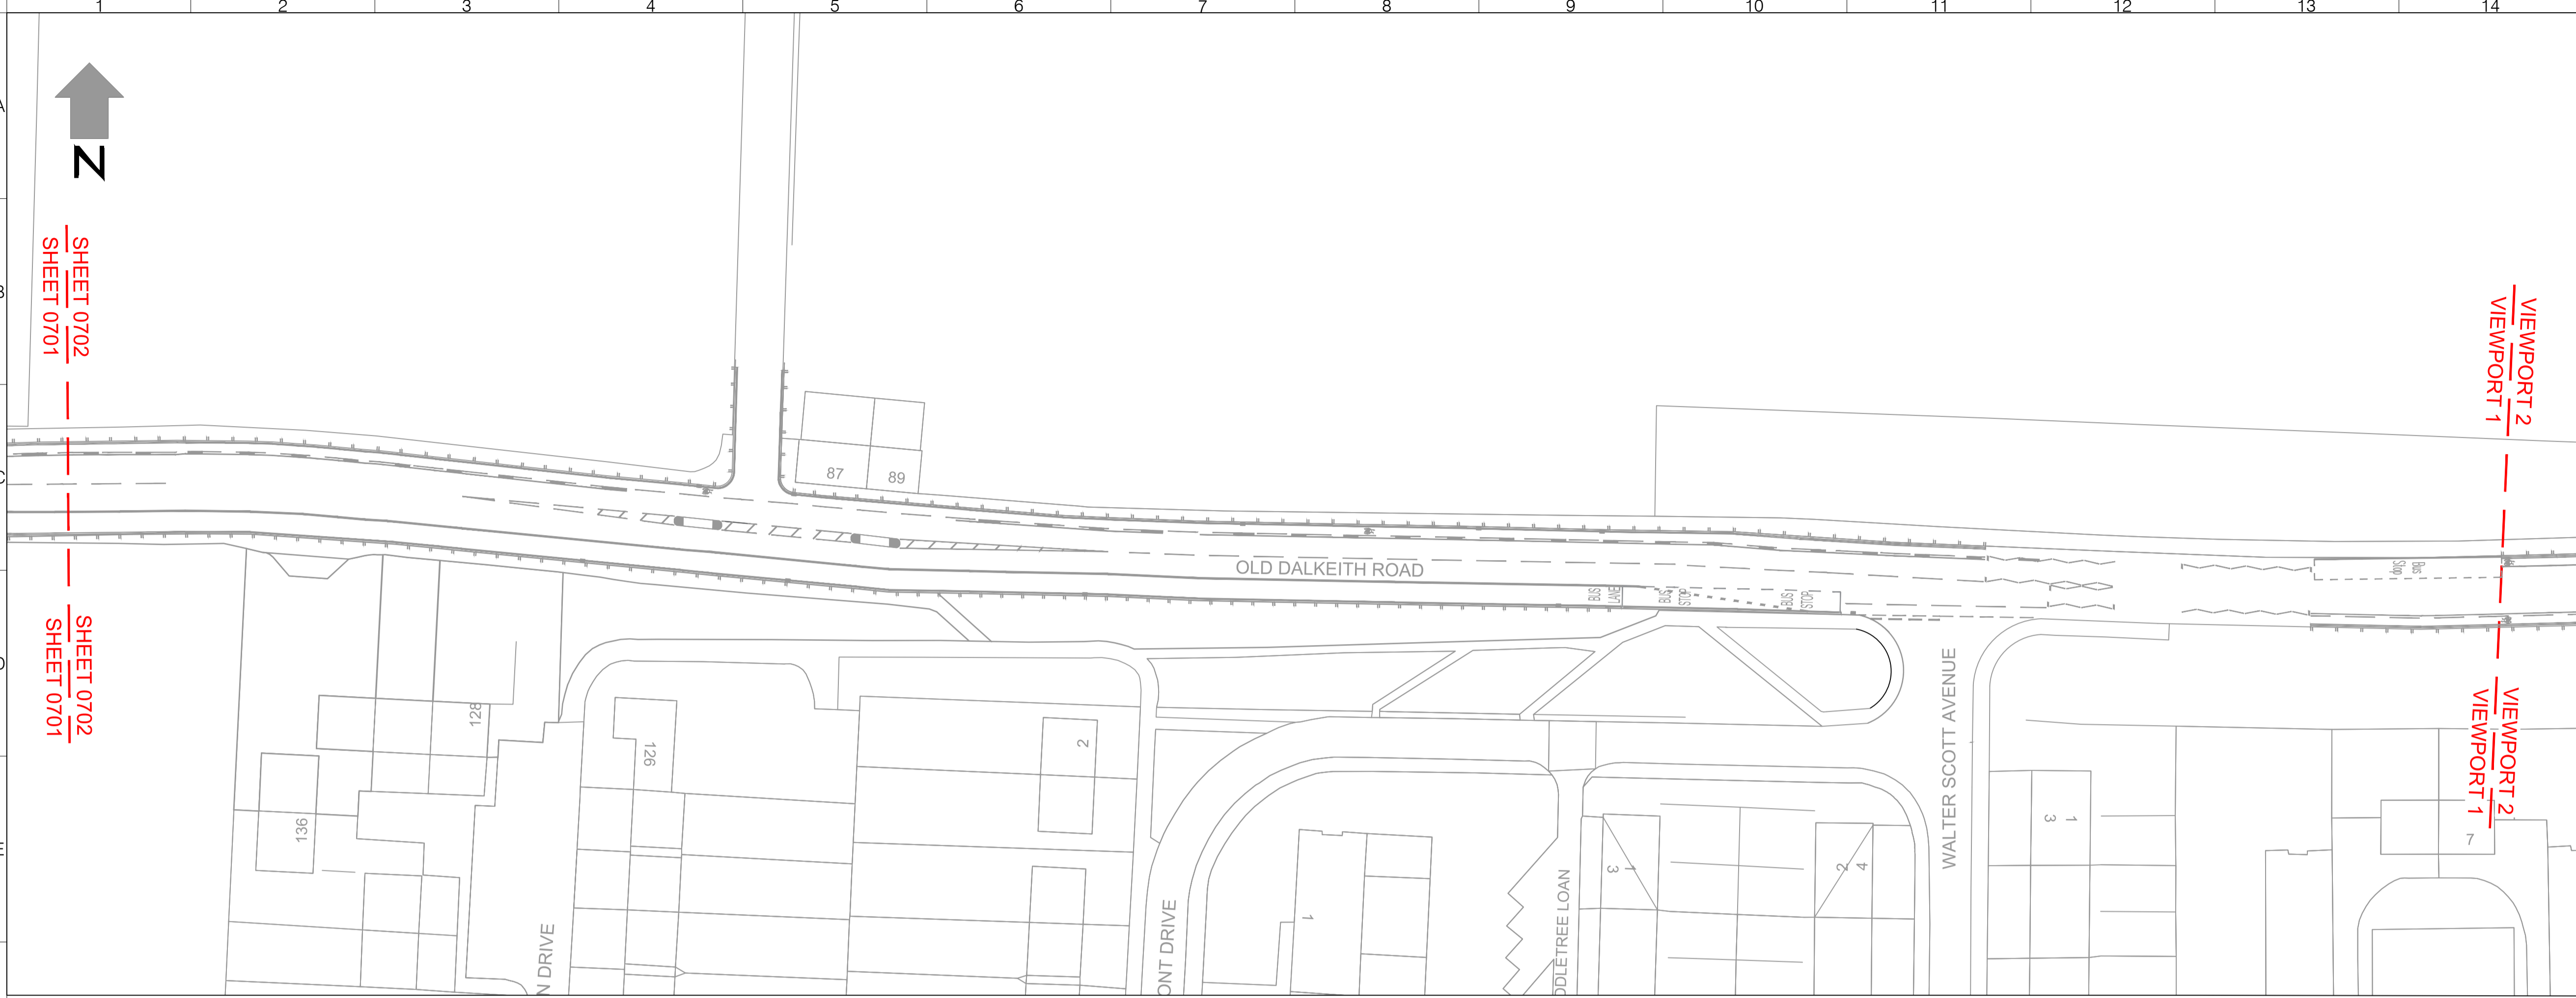 1 2 3 4 5 6 7 8 9 10 11 12 13 14
A
N
B
SHEET 0702
SHEET 0701
VIEWPORT 2
VIEWPORT 1
C
87
89
OLD DALKEITH ROAD
BUS
LANE
BUS
STOP
BUS
STOP
Bus
Stop
D
SHEET 0702
SHEET 0701
128
126
2
136
WALTER SCOTT AVENUE
VIEWPORT 2
VIEWPORT 1
E
1
3
1
2
4
1
3
7
N DRIVE
ONT DRIVE
DDLETREE LOAN